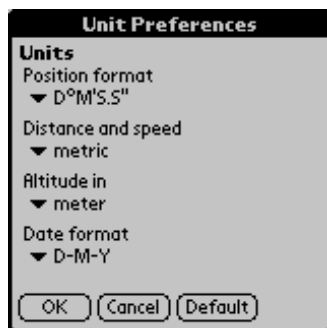 Unit Preferences
Units
Position format
D°M'S.S"
Distance and speed
metric
Altitude in
meter
Date format
D-M-Y
OK Cancel Default